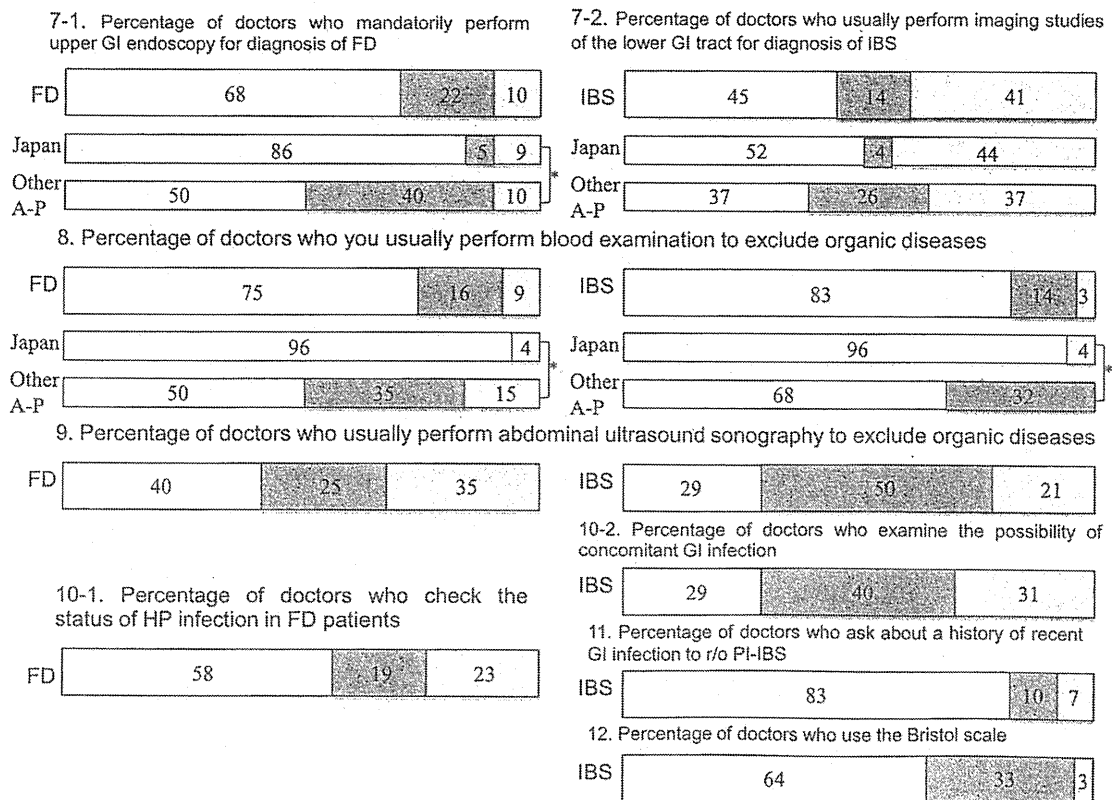 7-1. Percentage of doctors who mandatorily perform
upper GI endoscopy for diagnosis of FD
FD 68 22 10
Japan 86 5 9
Other
A-P 50 40 10
*
7-2. Percentage of doctors who usually perform imaging studies
of the lower GI tract for diagnosis of IBS
IBS 45 14 41
Japan 52 4 44
Other
A-P 37 26 37
8. Percentage of doctors who you usually perform blood examination to exclude organic diseases
FD 75 16 9
Japan 96 4
Other
A-P 50 35 15
*
IBS 83 14 3
Japan 96 4
Other
A-P 68 32
*
9. Percentage of doctors who usually perform abdominal ultrasound sonography to exclude organic diseases
FD 40 25 35
IBS 29 50 21
10-1. Percentage of doctors who check the
status of HP infection in FD patients
FD 58 19 23
10-2. Percentage of doctors who examine the possibility of
concomitant GI infection
IBS 29 40 31
11. Percentage of doctors who ask about a history of recent
GI infection to r/o PI-IBS
IBS 83 10 7
12. Percentage of doctors who use the Bristol scale
IBS 64 33 3